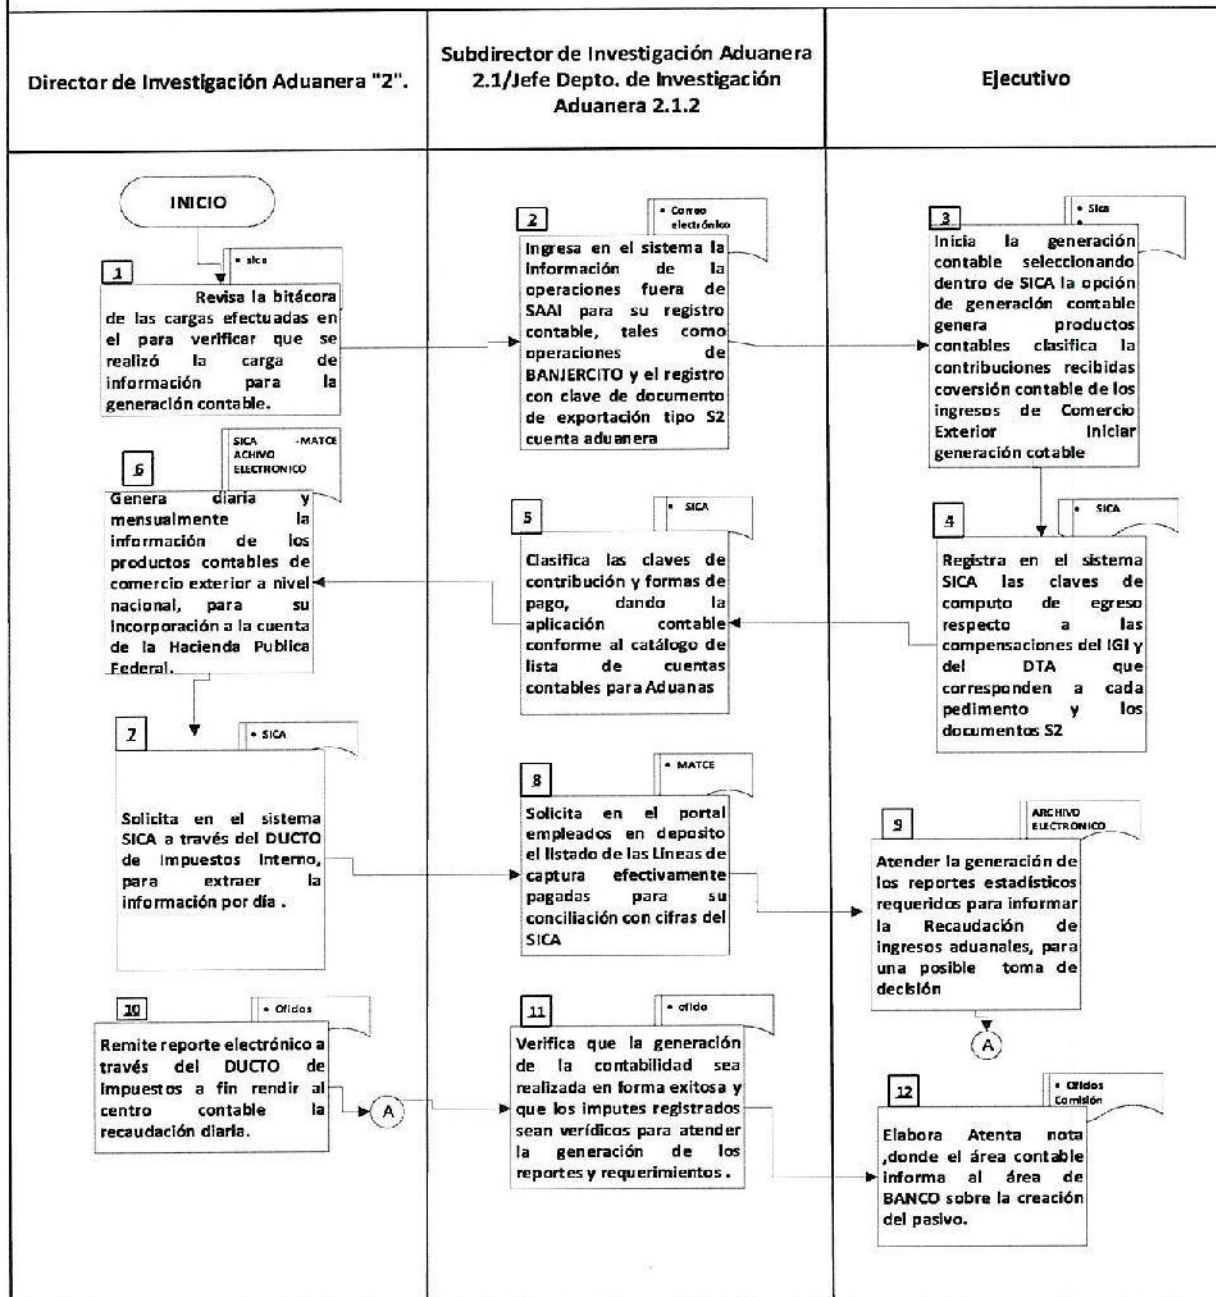 Director de Investigación Aduanera "2".
Subdirector de Investigación Aduanera
2.1/Jefe Depto. de Investigación
Aduanera 2.1.2
Ejecutivo
INICIO
1
• sica
Revisa la bitácora
de las cargas efectuadas en
el para verificar que se
realizó la carga de
información para la
generación contable.
2
• Correo
electrónico
Ingresa en el sistema la
información de la
operaciones fuera de
SAAI para su registro
contable, tales como
operaciones de
BANJERCITO y el registro
con clave de documento
de exportación tipo S2
cuenta aduanera
3
• Sica
•
Inicia la generación
contable seleccionando
dentro de SICA la opción
de generación contable
genera productos
contables clasifica la
contribuciones recibidas
coversión contable de los
ingresos de Comercio
Exterior Iniciar
generación cotable
4
• SICA
Registra en el sistema
SICA las claves de
computo de egreso
respecto a las
compensaciones del IGI y
del DTA que
corresponden a cada
pedimento y los
documentos S2
5
• SICA
Clasifica las claves de
contribución y formas de
pago, dando la
aplicación contable
conforme al catálogo de
lista de cuentas
contables para Aduanas
6
SICA -MATCE
ACHIVO
ELECTRONICO
Genera diaria y
mensualmente la
información de los
productos contables de
comercio exterior a nivel
nacional, para su
incorporación a la cuenta
de la Hacienda Publica
Federal.
7
• SICA
Solicita en el sistema
SICA a través del DUCTO
de Impuestos Interno,
para extraer la
información por día .
8
• MATCE
Solicita en el portal
empleados en deposito
el listado de las Líneas de
captura efectivamente
pagadas para su
conciliación con cifras del
SICA
9
ARCHIVO
ELECTRONICO
Atender la generación de
los reportes estadísticos
requeridos para informar
la Recaudación de
ingresos aduanales, para
una posible toma de
decisión
A
10
• Oficios
Remite reporte electrónico a
través del DUCTO de
impuestos a fin rendir al
centro contable la
recaudación diaria.
A
11
• oficio
Verifica que la generación
de la contabilidad sea
realizada en forma exitosa y
que los imputes registrados
sean verídicos para atender
la generación de los
reportes y requerimientos .
12
• Oficios
Comisión
Elabora Atenta nota
,donde el área contable
informa al área de
BANCO sobre la creación
del pasivo.